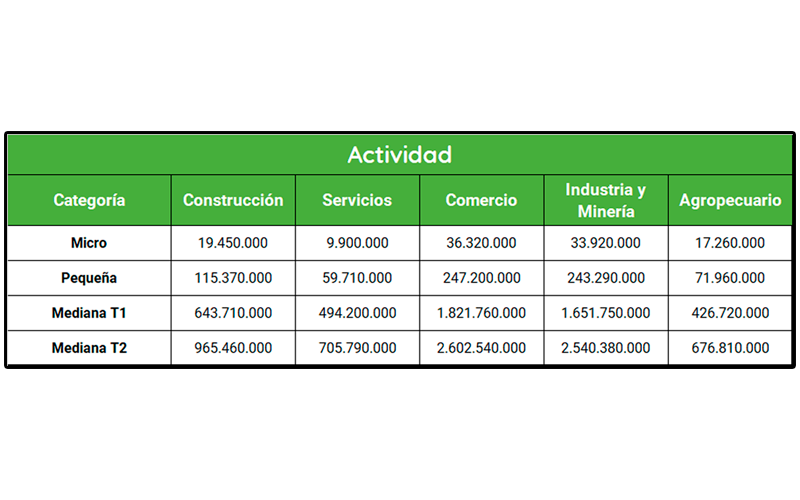 Actividad
Categoría Construcción Servicios Comercio Industria y Minería Agropecuario
Micro 19.450.000 9.900.000 36.320.000 33.920.000 17.260.000
Pequeña 115.370.000 59.710.000 247.200.000 243.290.000 71.960.000
Mediana T1 643.710.000 494.200.000 1.821.760.000 1.651.750.000 426.720.000
Mediana T2 965.460.000 705.790.000 2.602.540.000 2.540.380.000 676.810.000